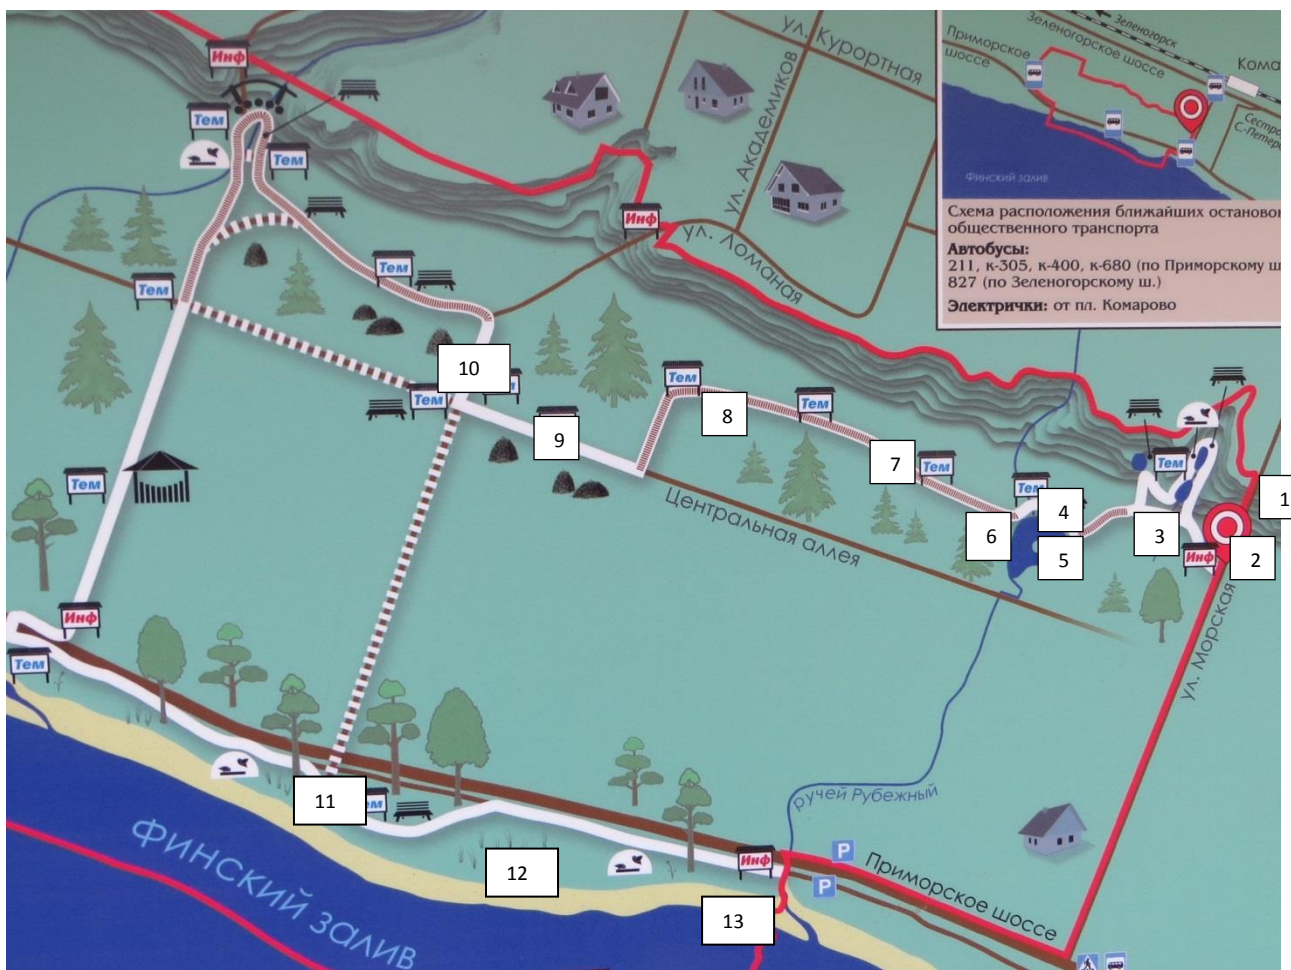 Инф
Тем
Тем
Тем
Тем
Тем
Тем
Инф
Тем
ул. Курортная
ул. Академиков
ул. Ломаная
Инф
Тем
Тем
Тем
Тем
Тем
Инф
Центральная аллея
ул. Морская
ручей Рубежный
Приморское шоссе
Инф
P
P
ФИНСКИЙ ЗАЛИВ
Зеленогорск
Зеленогорское шоссе
Приморское
шоссе
Кома
Сестро
С-Петер
ФИНСКИЙ ЗАЛИВ
Схема расположения ближайших остановок
общественного транспорта
Автобусы:
211, к-305, к-400, к-680 (по Приморскому ш
827 (по Зеленогорскому ш.)
Электрички: от пл. Комарово
1
2
3
4
5
6
7
8
9
10
11
ем
12
13